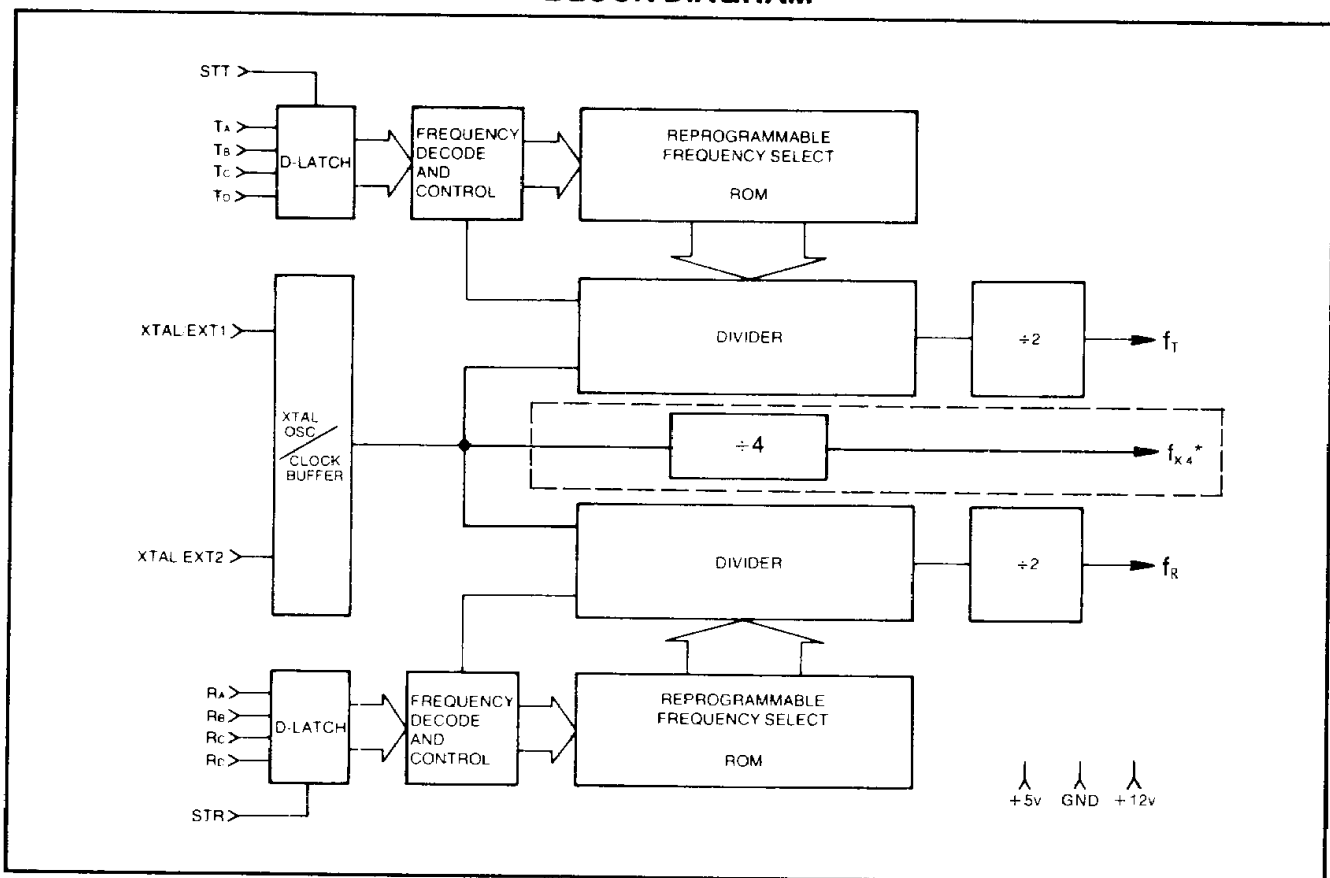 STT
TA
TB
TC
TD
D-LATCH
FREQUENCY
DECODE
AND
CONTROL
REPROGRAMMABLE
FREQUENCY SELECT
ROM
XTAL/EXT1
XTAL
OSC
CLOCK
BUFFER
DIVIDER
÷2
fT
÷4
fX4*
XTAL EXT2
DIVIDER
÷2
fR
RA
RB
RC
RD
D-LATCH
FREQUENCY
DECODE
AND
CONTROL
REPROGRAMMABLE
FREQUENCY SELECT
ROM
STR
+5v GND +12v